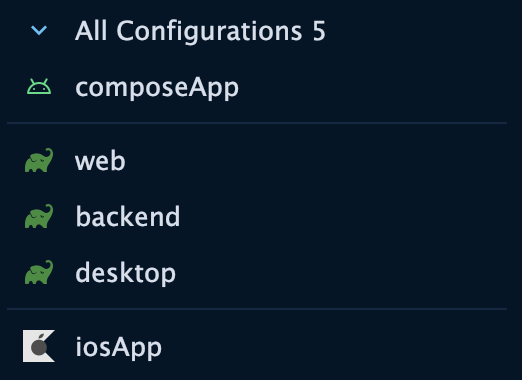 All Configurations 5
composeApp
web
backend
desktop
iosApp